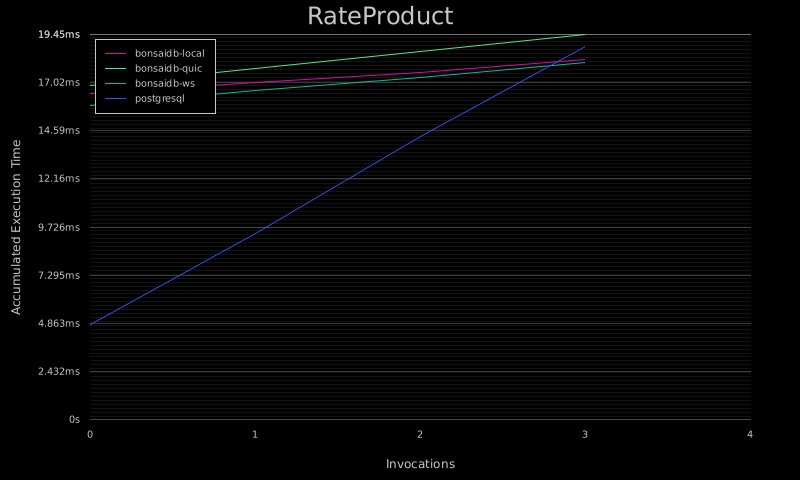 RateProduct
19.45ms
17.02ms
14.59ms
12.16ms
9.726ms
7.295ms
4.863ms
2.432ms
0s
Accumulated Execution Time
bonsaidb-local
bonsaidb-quic
bonsaidb-ws
postgresql
0 1 2 3 4
Invocations